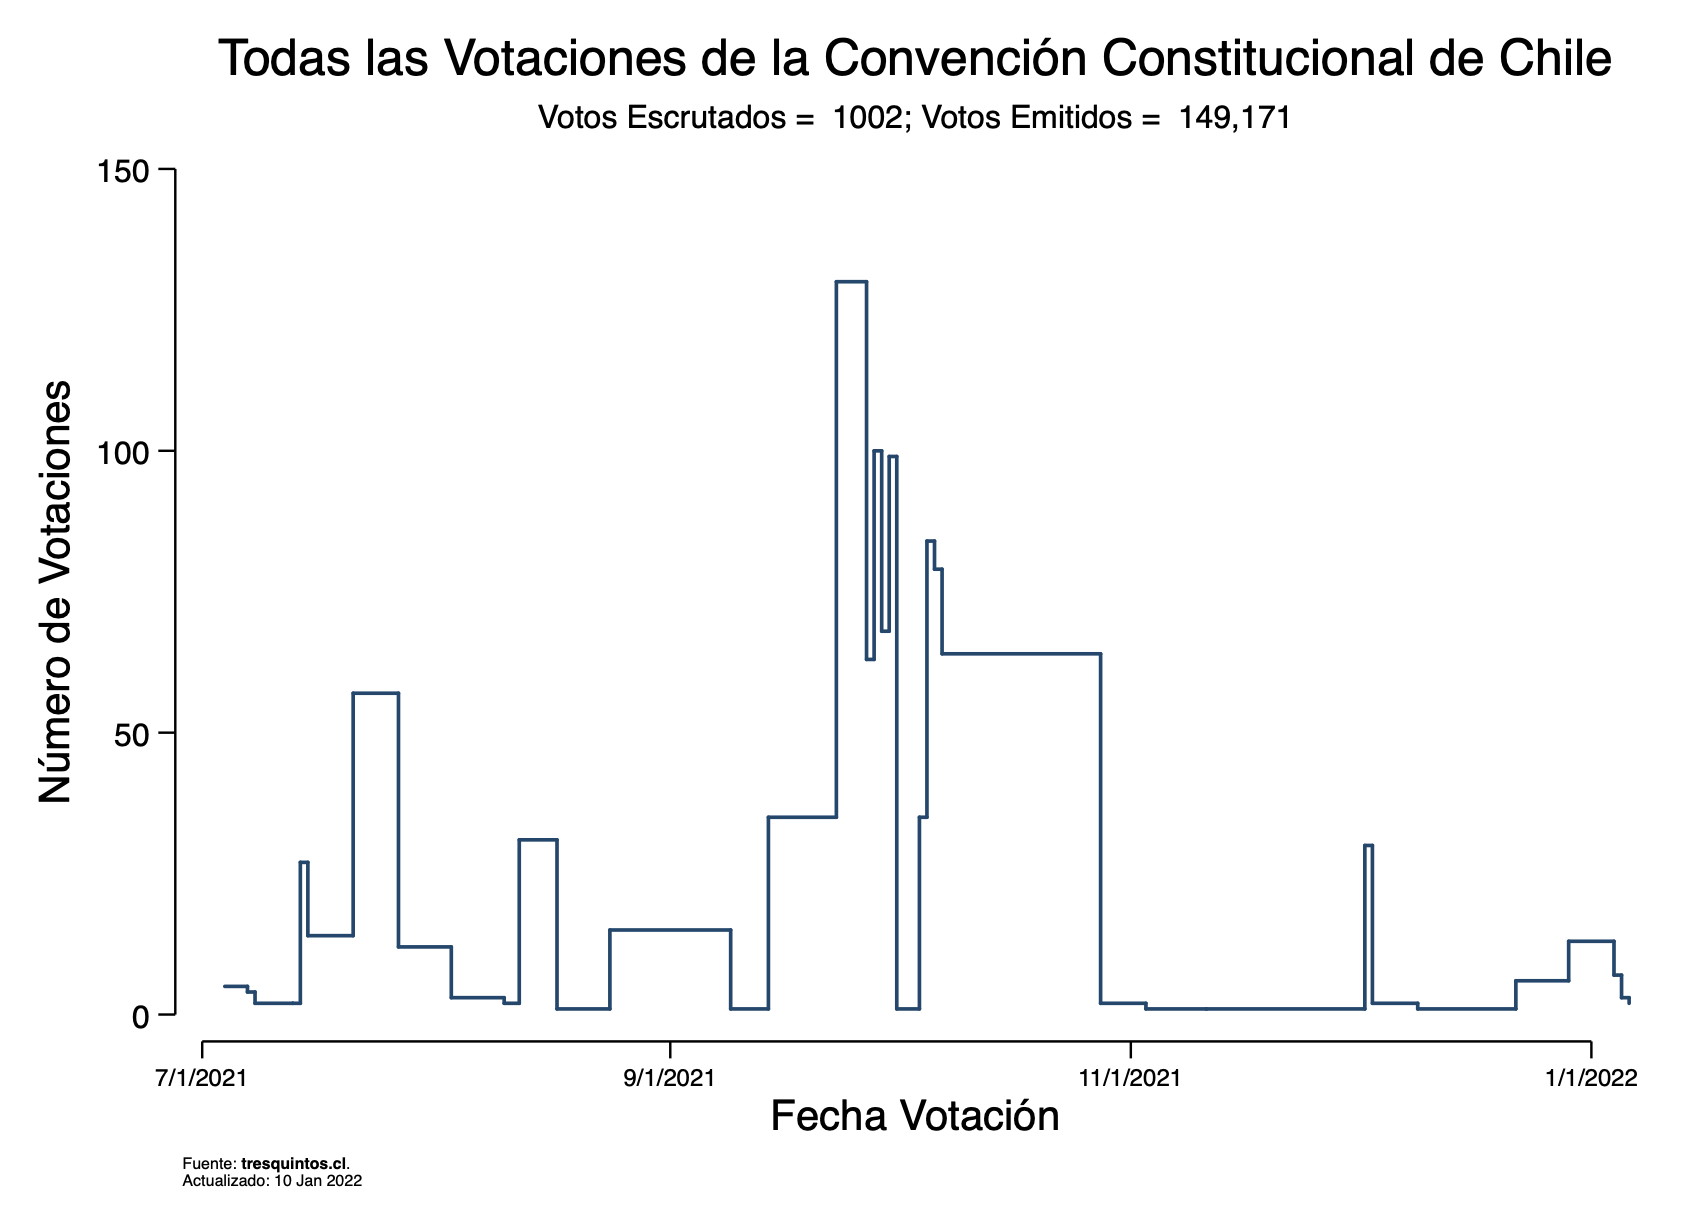 Todas las Votaciones de la Convención Constitucional de Chile
Votos Escrutados = 1002; Votos Emitidos = 149,171
150
100
50
0
Número de Votaciones
7/1/2021 9/1/2021 11/1/2021 1/1/2022
Fecha Votación
Fuente: tresquintos.cl.
Actualizado: 10 Jan 2022